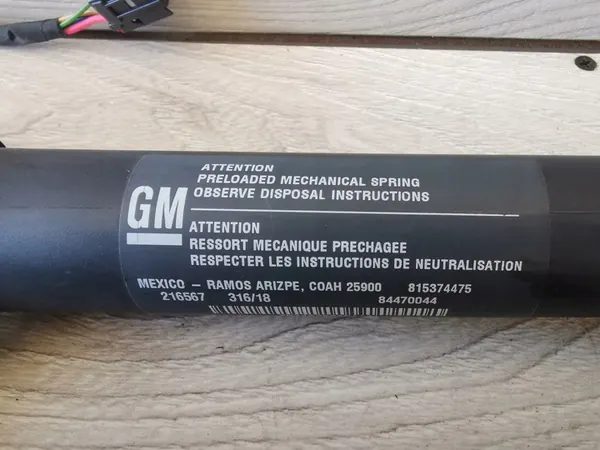 ATTENTION
PRELOADED MECHANICAL SPRING
OBSERVE DISPOSAL INSTRUCTIONS
GM
ATTENTION
RESSORT MECANIQUE PRECHAGEE
RESPECTER LES INSTRUCTIONS DE NEUTRALISATION
MEXICO – RAMOS ARIZPE, COAH 25900 815374475
216567 316/18 84470044